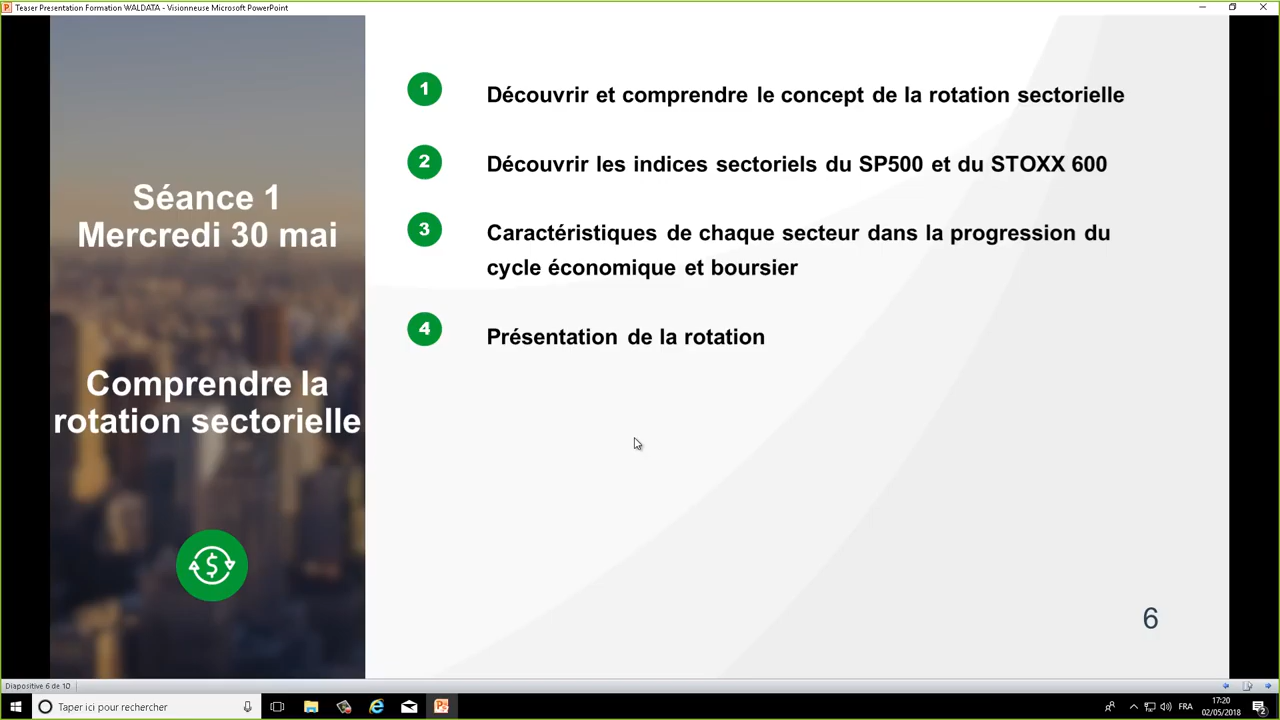 Teaser Presentation Formation WALDATA - Visionneuse Microsoft PowerPoint
Séance 1
Mercredi 30 mai
Comprendre la
rotation sectorielle
1 Découvrir et comprendre le concept de la rotation sectorielle
2 Découvrir les indices sectoriels du SP500 et du STOXX 600
3 Caractéristiques de chaque secteur dans la progression du
cycle économique et boursier
4 Présentation de la rotation
6
Diapositive 6 de 10
Taper ici pour rechercher
FRA
17:20
02/05/2018
2